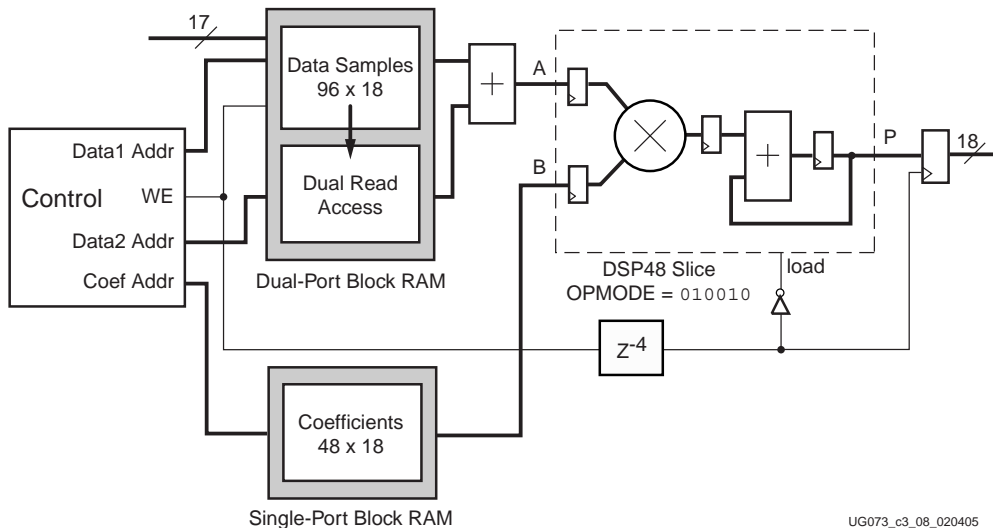 17
Data Samples
96 x 18
Dual Read
Access
Dual-Port Block RAM
Control
Data1 Addr
WE
Data2 Addr
Coef Addr
+
A
B
+
P
18
DSP48 Slice
OPMODE = 010010
load
Z-4
Coefficients
48 x 18
Single-Port Block RAM
UG073_c3_08_020405